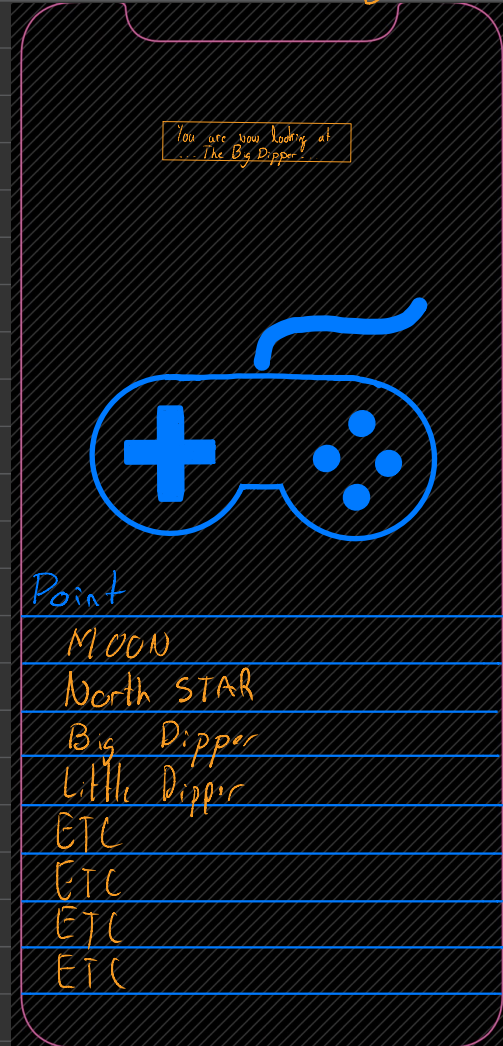 You are now looking at
... The Big Dipper...
Point
MOON
North STAR
Big Dipper
Little Dipper
ETC
ETC
ETC
ETC